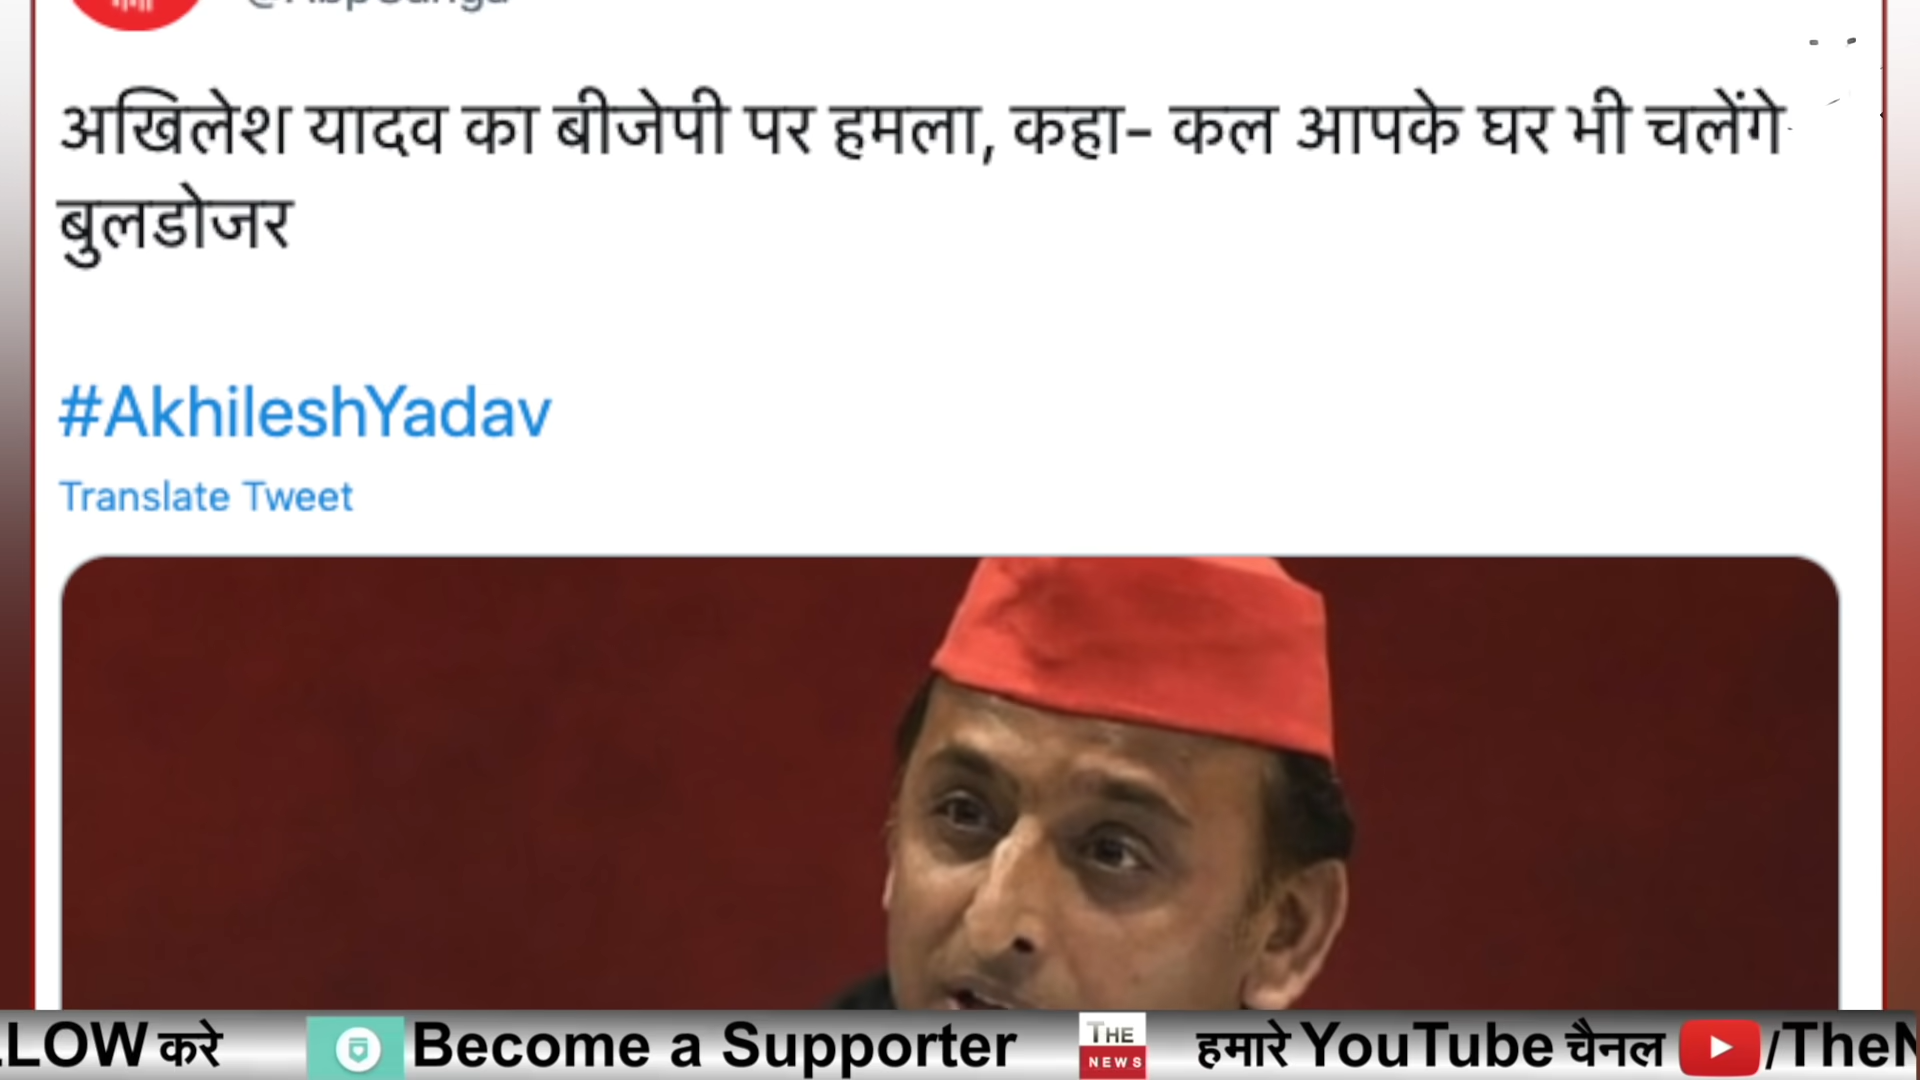 अखिलेश यादव का बीजेपी पर हमला, कहा- कल आपके घर भी चलेंगे
बुलडोजर
#AkhileshYadav
Translate Tweet
LOW करे Become a Supporter THE NEWS हमारे YouTube चैनल /TheN